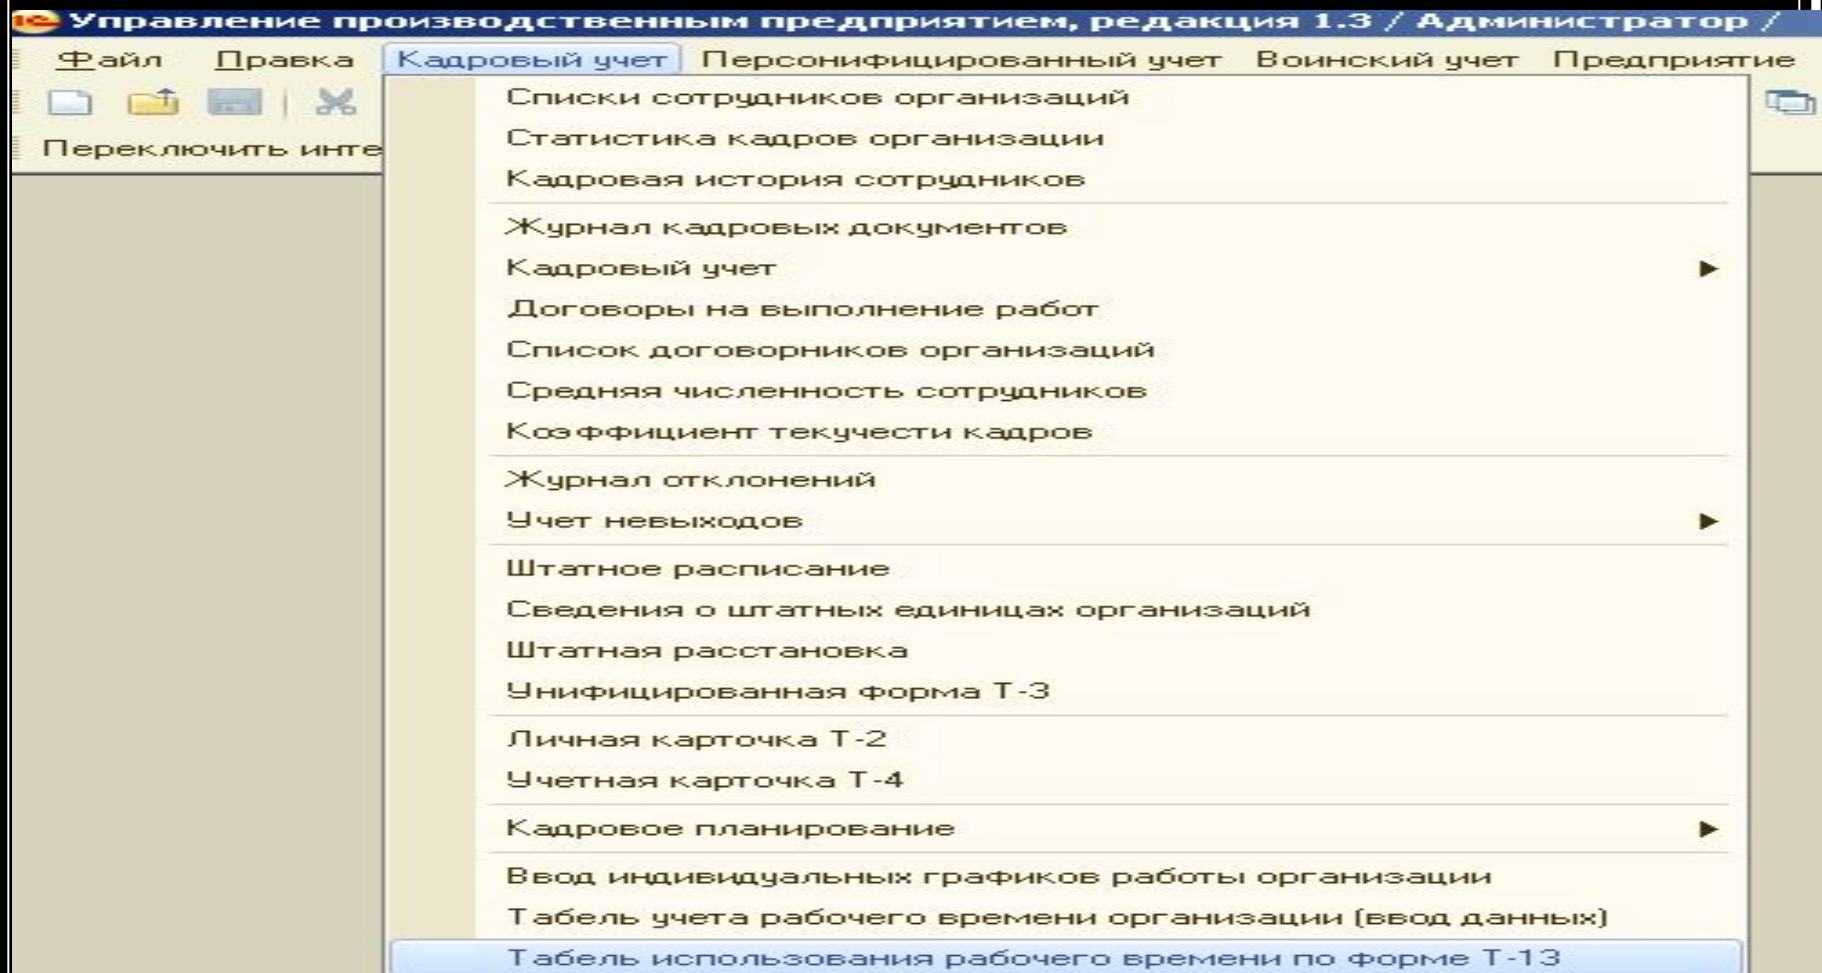 Управление производственным предприятием, редакция 1.3 / Администратор /
Файл Правка Кадровый учет Персонифицированный учет Воинский учет Предприятие
Переключить инте
Списки сотрудников организаций
Статистика кадров организации
Кадровая история сотрудников
Журнал кадровых документов
Кадровый учет
Договоры на выполнение работ
Список договорников организаций
Средняя численность сотрудников
Коэффициент текучести кадров
Журнал отклонений
Учет невыходов
Штатное расписание
Сведения о штатных единицах организаций
Штатная расстановка
Унифицированная форма Т-3
Личная карточка Т-2
Учетная карточка Т-4
Кадровое планирование
Ввод индивидуальных графиков работы организации
Табель учета рабочего времени организации (ввод данных)
Табель использования рабочего времени по форме Т-13